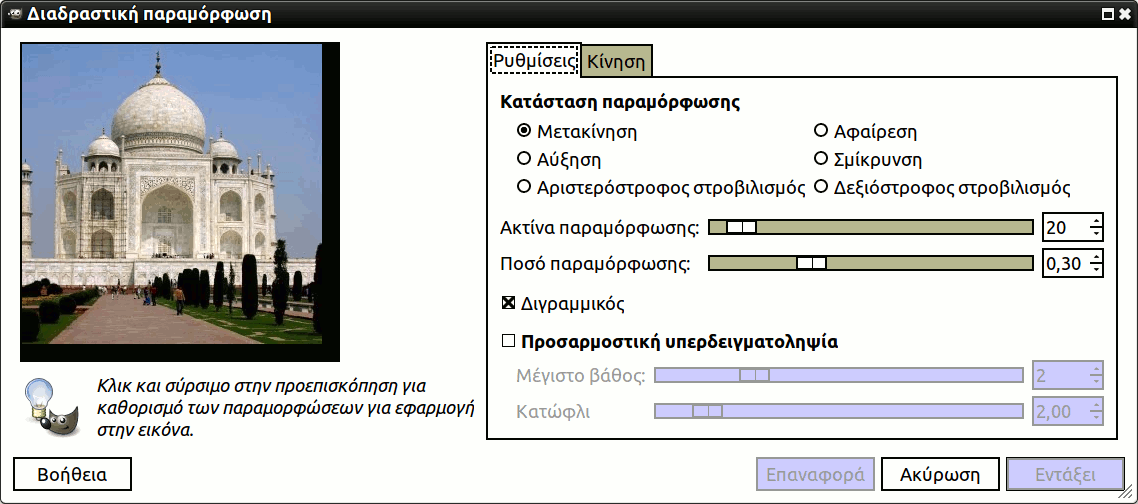 Διαδραστική παραμόρφωση
Ρυθμίσεις Κίνηση
Κατάσταση παραμόρφωσης
Μετακίνηση Αφαίρεση
Αύξηση Σμίκρυνση
Αριστερόστροφος στροβιλισμός Δεξιόστροφος στροβιλισμός
Ακτίνα παραμόρφωσης: 20
Ποσό παραμόρφωσης: 0,30
Διγραμμικός
Προσαρμοστική υπερδειγματοληψία
Μέγιστο βάθος: 2
Κατώφλι 2,00
Κλικ και σύρσιμο στην προεπισκόπηση για
καθορισμό των παραμορφώσεων για εφαρμογή
στην εικόνα.
Βοήθεια Επαναφορά Ακύρωση Εντάξει